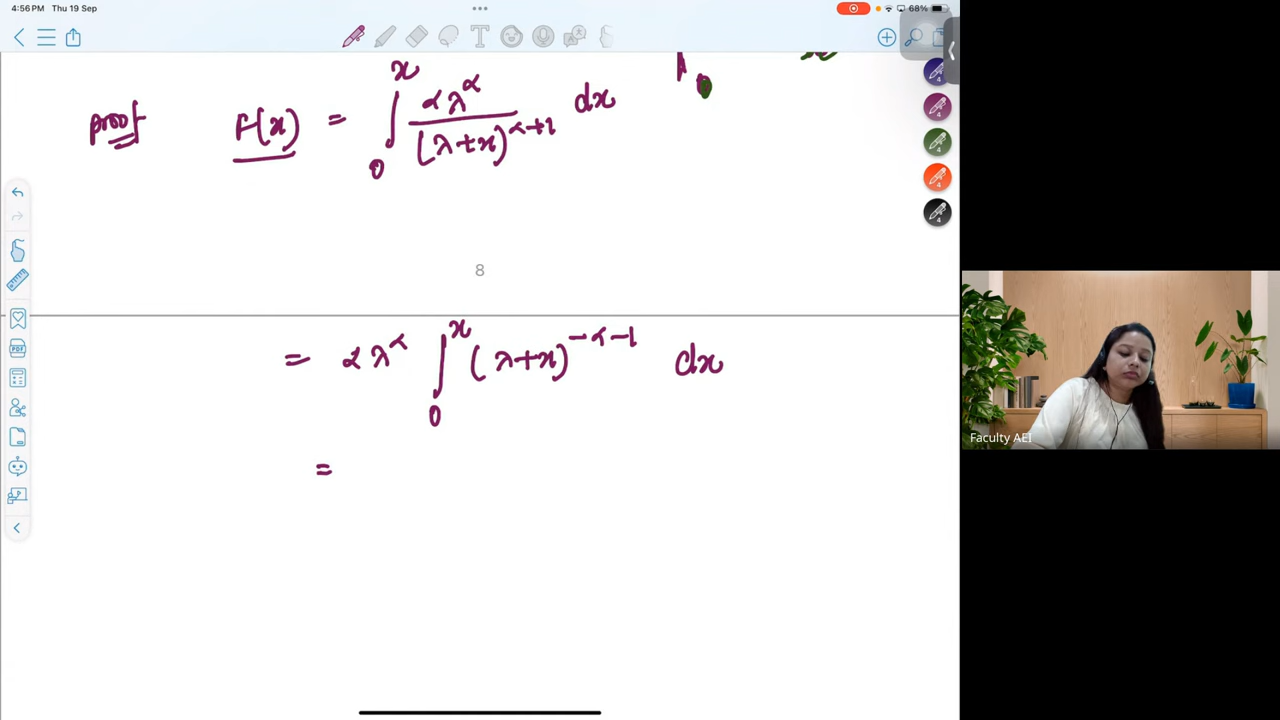 4:56 PM Thu 19 Sep
68%
proof F(x) = ∫₀ˣ αλ^α / (λ+x)^(α+1) dx
8
= αλ^α ∫₀ˣ (λ+x)^(-α-1) dx
=
Faculty AEI